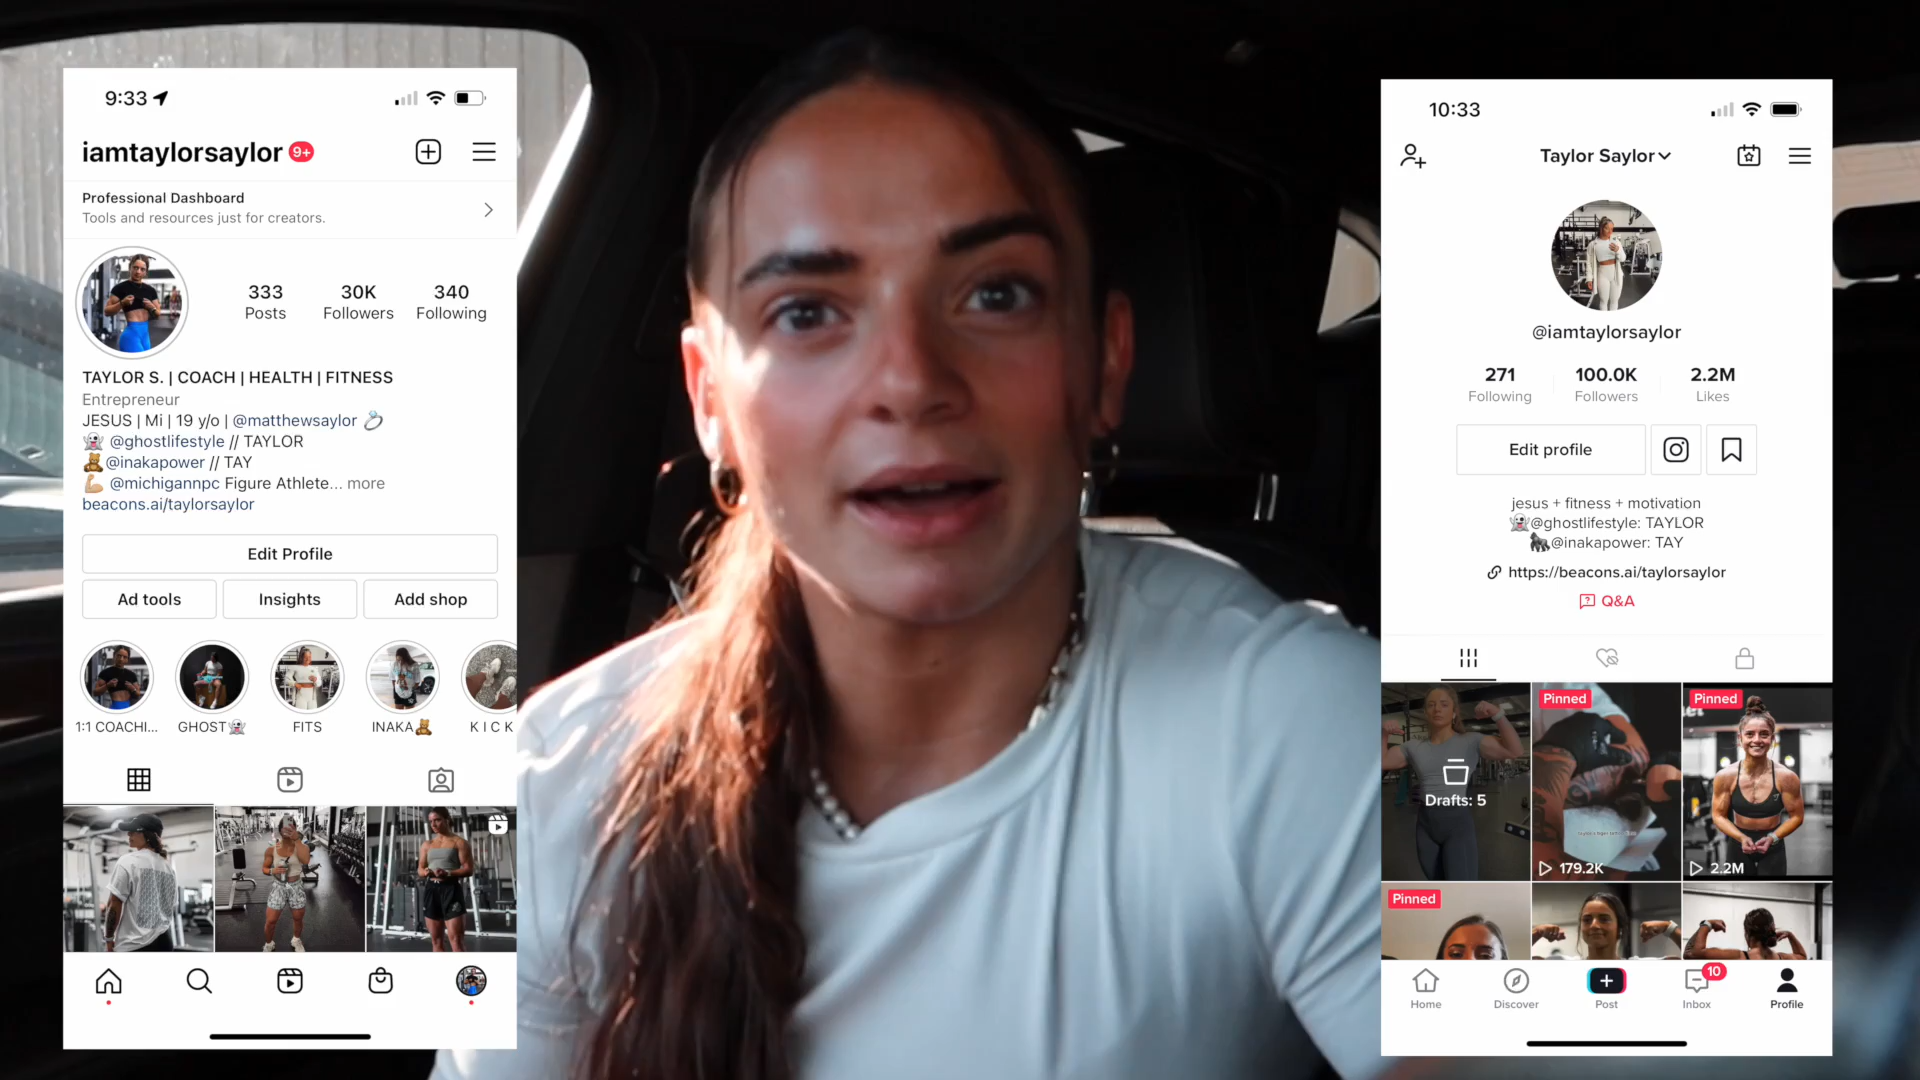 9:33
iamtaylorsaylor 9+
Professional Dashboard
Tools and resources just for creators.
333 Posts
30K Followers
340 Following
TAYLOR S. | COACH | HEALTH | FITNESS
Entrepreneur
JESUS | Mi | 19 y/o | @matthewsaylor 💍
👻 @ghostlifestyle // TAYLOR
🧸@inakapower // TAY
💪🏼 @michigannpc Figure Athlete... more
beacons.ai/taylorsaylor
Edit Profile
Ad tools
Insights
Add shop
1:1 COACHI...
GHOST👻
FITS
INAKA🧸
K I C K
10:33
Taylor Saylor
@iamtaylorsaylor
271 Following
100.0K Followers
2.2M Likes
Edit profile
jesus + fitness + motivation
👻@ghostlifestyle: TAYLOR
🦍@inakapower: TAY
https://beacons.ai/taylorsaylor
Q&A
Drafts: 5
Pinned
179.2K
Pinned
2.2M
Pinned
Home
Discover
Post
Inbox
10
Profile